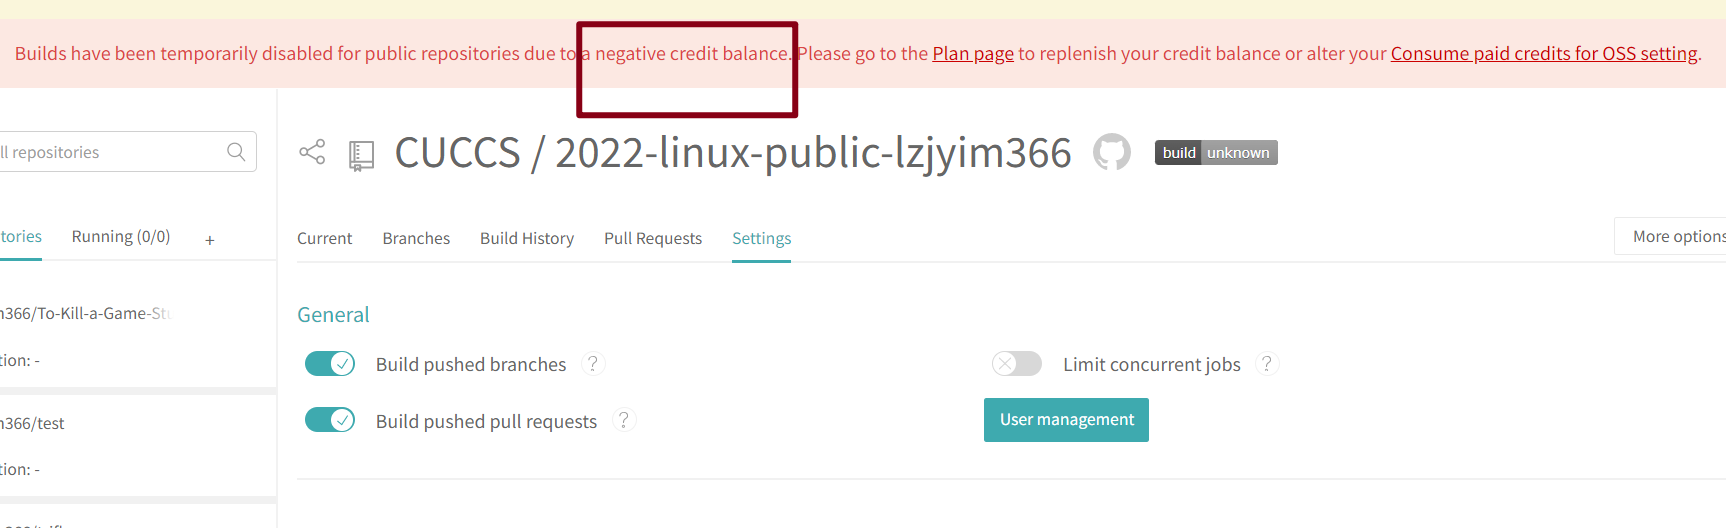 Builds have been temporarily disabled for public repositories due to a negative credit balance. Please go to the Plan page to replenish your credit balance or alter your Consume paid credits for OSS setting.
ll repositories
CUCCS / 2022-linux-public-lzjyim366
build unknown
tories Running (0/0) +
Current Branches Build History Pull Requests Settings
More options
General
m366/To-Kill-a-Game-Stu
tion: -
Build pushed branches ?
Limit concurrent jobs ?
m366/test
Build pushed pull requests ?
User management
tion: -